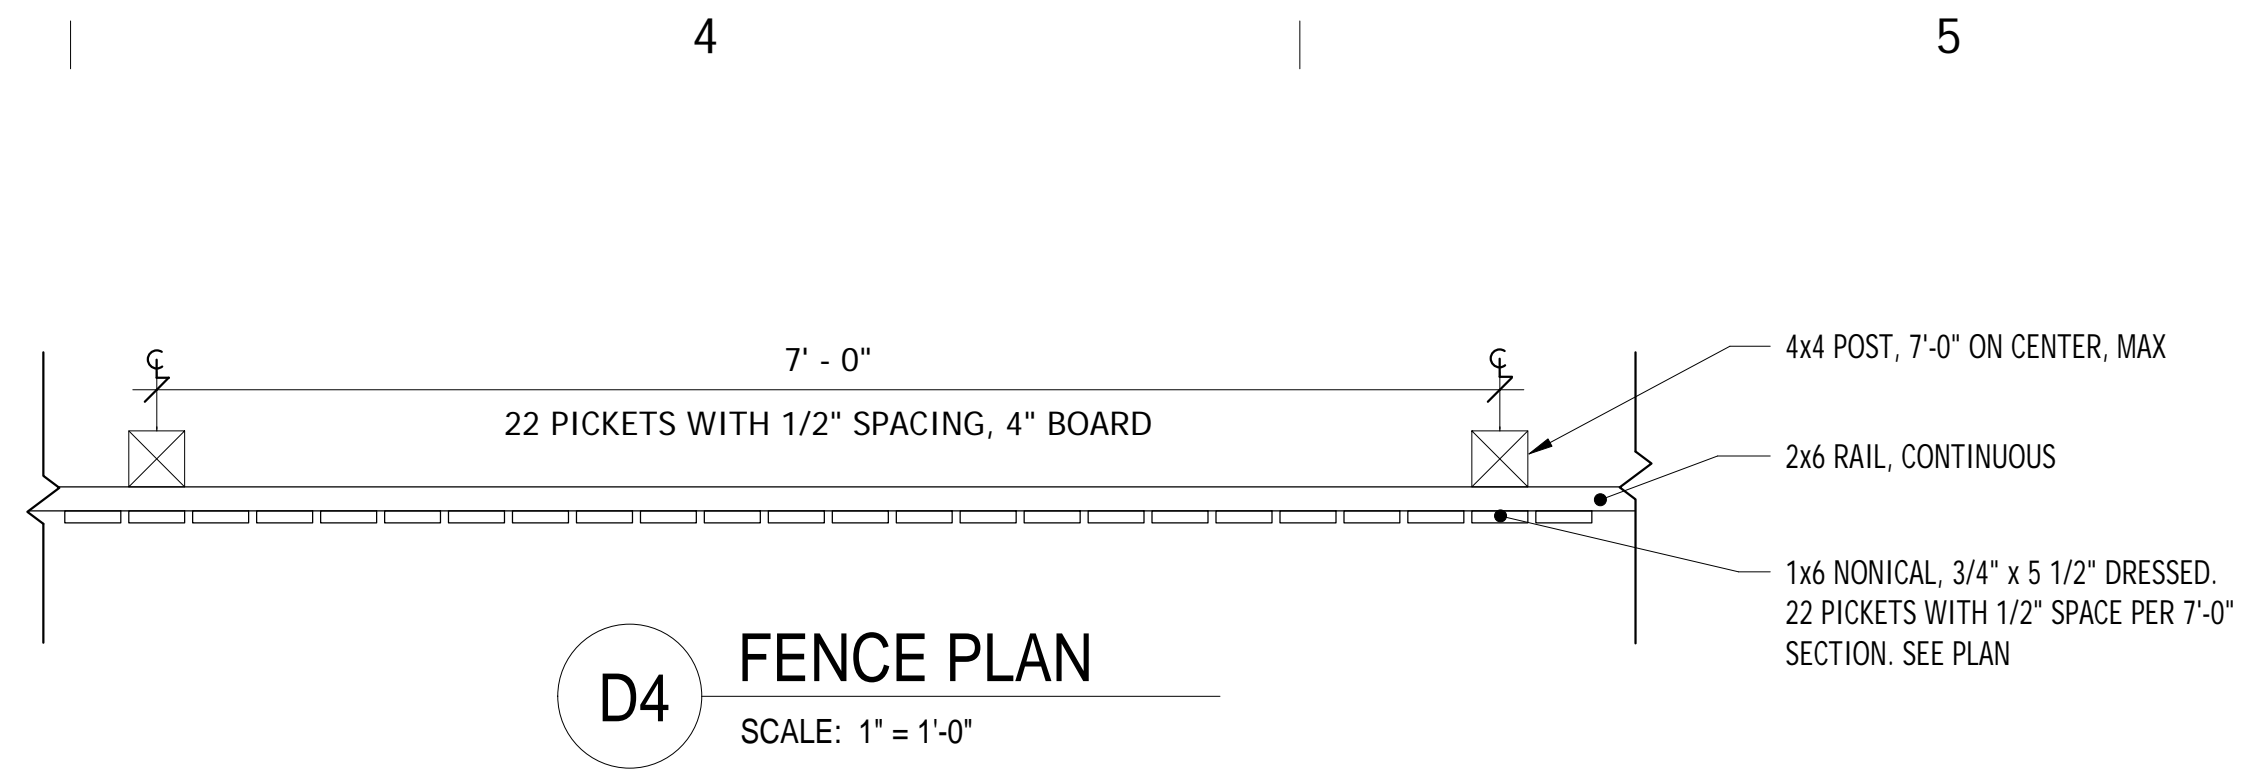 4
5
℄
7' - 0"
℄
22 PICKETS WITH 1/2" SPACING, 4" BOARD
4x4 POST, 7'-0" ON CENTER, MAX
2x6 RAIL, CONTINUOUS
1x6 NONICAL, 3/4" x 5 1/2" DRESSED.
22 PICKETS WITH 1/2" SPACE PER 7'-0"
SECTION. SEE PLAN
D4
FENCE PLAN
SCALE: 1" = 1'-0"